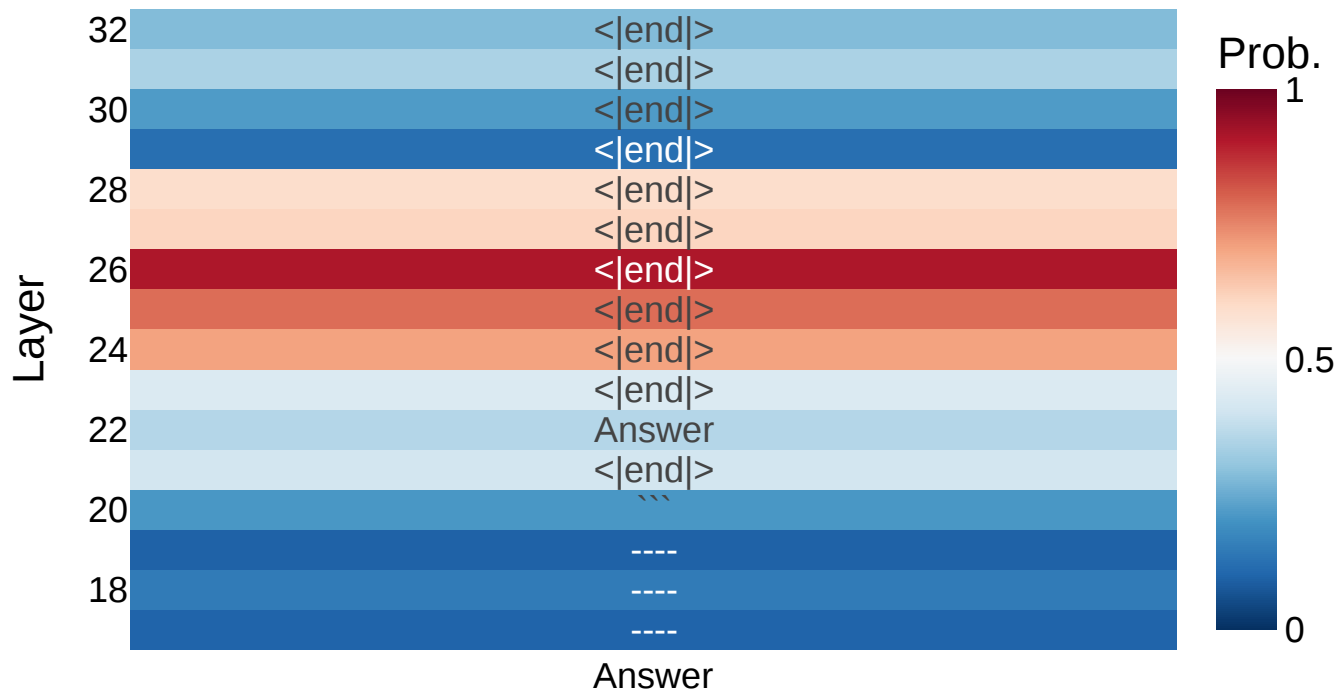 32 <|end|>
Prob.
<|end|>
1
30 <|end|>
<|end|>
28 <|end|>
<|end|>
26 <|end|>
Layer
<|end|>
24 <|end|>
0.5
<|end|>
22 Answer
<|end|>
20 ```
----
18 ----
----
0
Answer